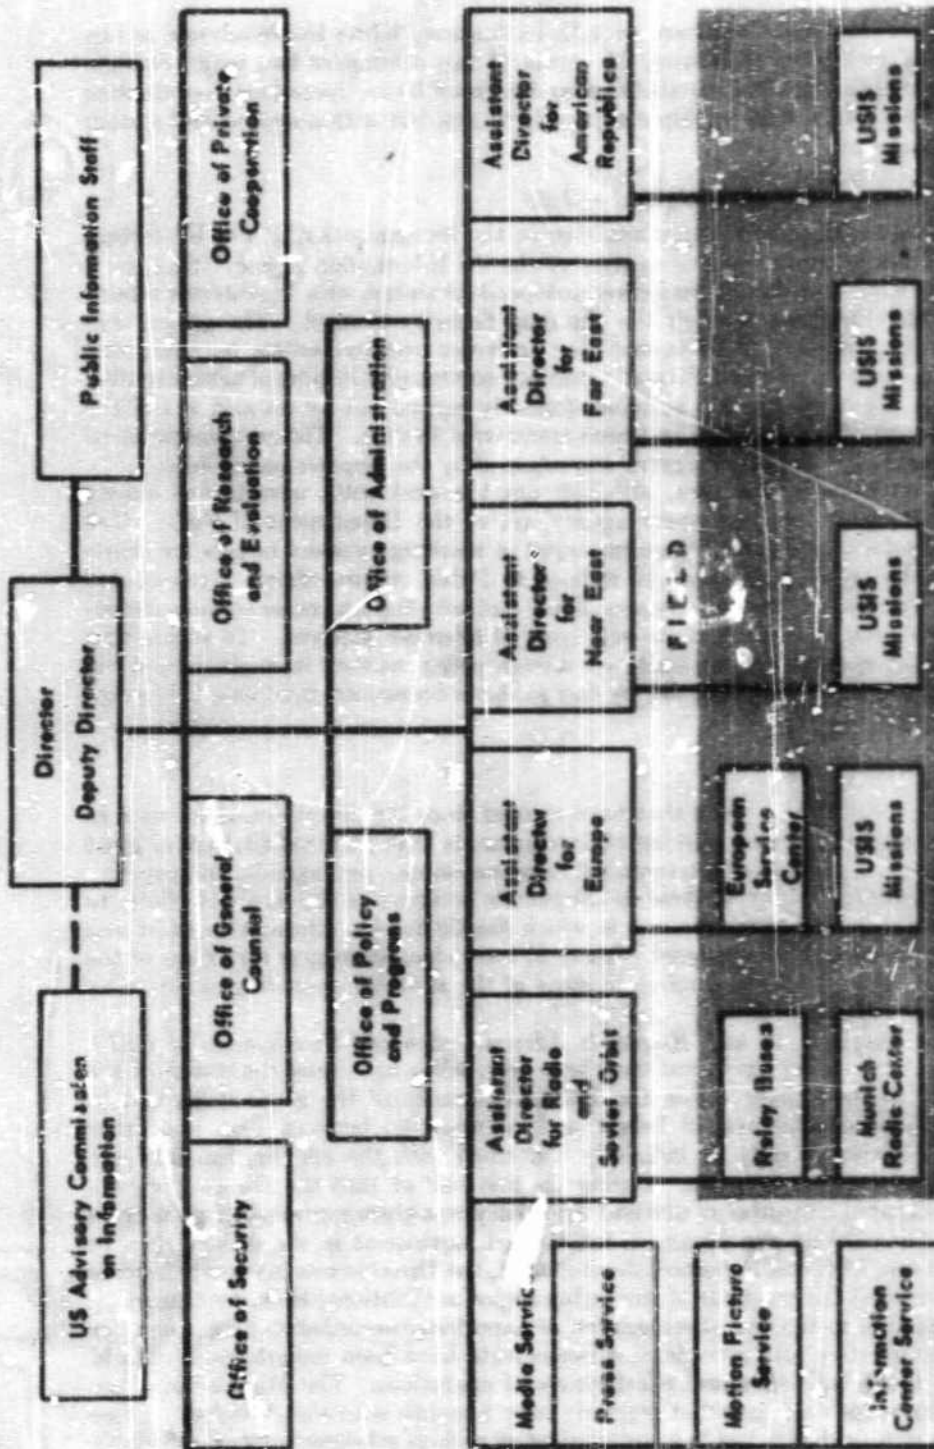 US Advisory Commission
on Information
Director
Deputy Director
Public Information Staff
Office of Security
Office of General
Counsel
Office of Research
and Evaluation
Office of Private
Cooperation
Office of Policy
and Programs
Office of Administration
Media
Press Service
Motion Picture
Service
Information
Center Service
Assistant
Director
for Radio
and
Soviet Orbit
Assistant
Director
for
Europe
Assistant
Director
for
Near East
Assistant
Director
for
Far East
Assistant
Director
for
American
Republics
FIELD
Relay Bases
European
Service
Center
Munich
Radio Center
USIS
Missions
USIS
Missions
USIS
Missions
USIS
Missions